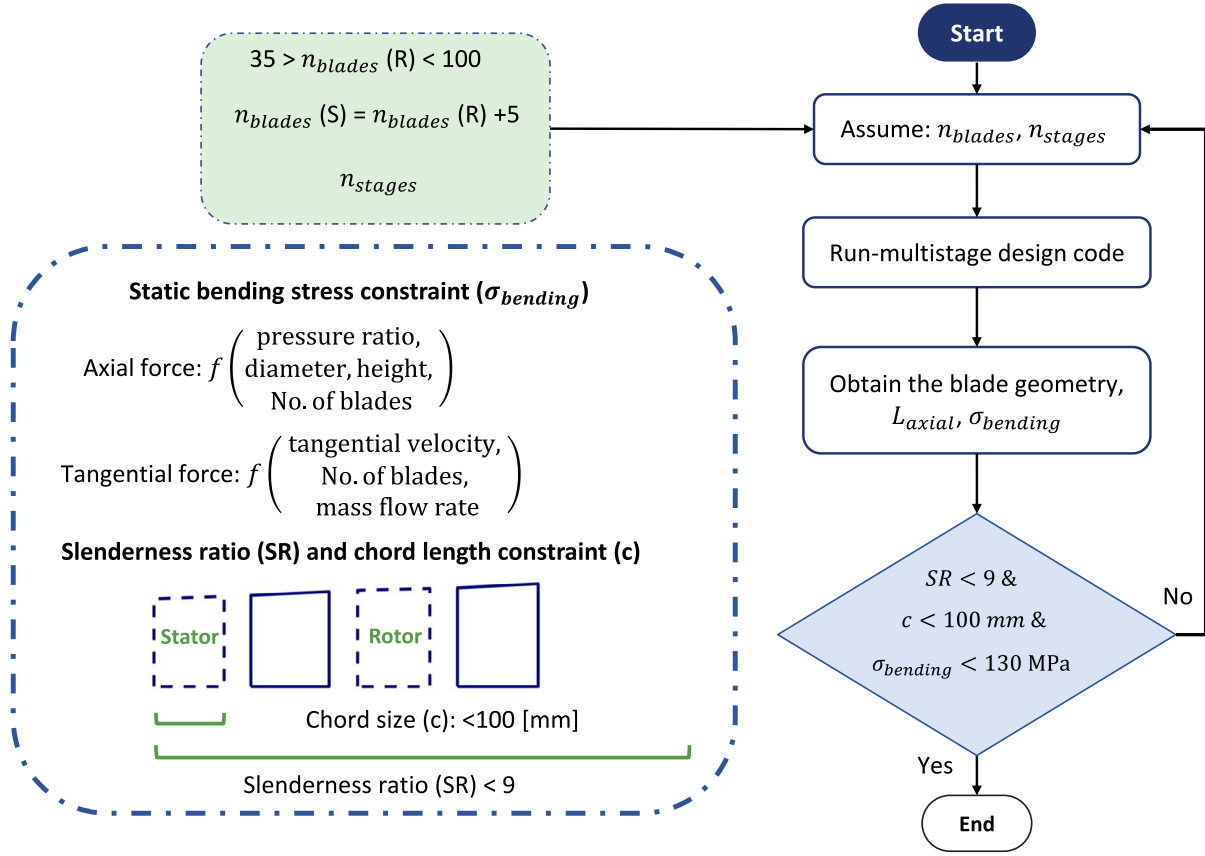 35 > n_blades (R) < 100
n_blades (S) = n_blades (R) +5
n_stages
Static bending stress constraint (σ_bending)
Axial force: f ( pressure ratio,
diameter, height,
No. of blades )
Tangential force: f ( tangential velocity,
No. of blades,
mass flow rate )
Slenderness ratio (SR) and chord length constraint (c)
Stator
Rotor
Chord size (c): <100 [mm]
Slenderness ratio (SR) < 9
Start
Assume: n_blades, n_stages
Run-multistage design code
Obtain the blade geometry,
L_axial, σ_bending
SR < 9 &
c < 100 mm &
σ_bending < 130 MPa
No
Yes
End